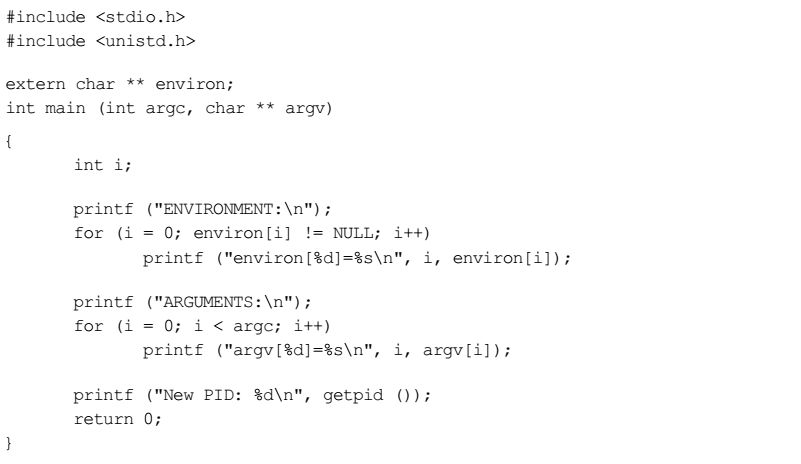 #include <stdio.h>
#include <unistd.h>
extern char ** environ;
int main (int argc, char ** argv)
{
int i;
printf ("ENVIRONMENT:\n");
for (i = 0; environ[i] != NULL; i++)
printf ("environ[%d]=%s\n", i, environ[i]);
printf ("ARGUMENTS:\n");
for (i = 0; i < argc; i++)
printf ("argv[%d]=%s\n", i, argv[i]);
printf ("New PID: %d\n", getpid ());
return 0;
}